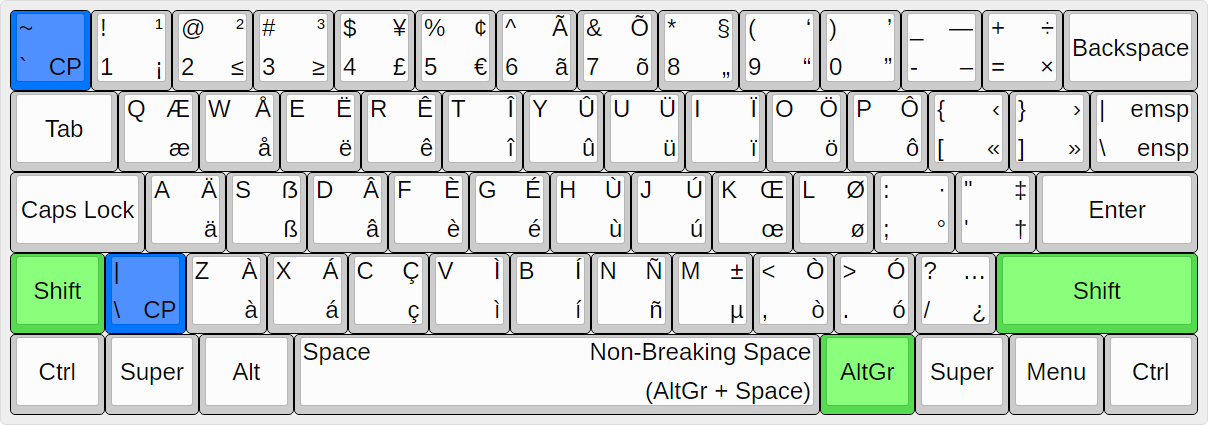 ~ ! ¹ @ ² # ³ $ ¥ % ¢ ^ Ã & Õ * § ( ‘ ) ’ _ — + ÷ Backspace
` CP 1 ¡ 2 ≤ 3 ≥ 4 £ 5 € 6 ã 7 õ 8 „ 9 “ 0 ” - – = ×
Tab Q Æ W Å E Ë R Ê T Î Y Û U Ü I Ï O Ö P Ô { ‹ } › | emsp
æ å ë ê î û ü ï ö ô [ « ] » \ ensp
Caps Lock A Ä S ẞ D Â F È G É H Ù J Ú K Œ L Ø : · " ‡ Enter
ä ß â è é ù ú œ ø ; ° ' †
Shift | Z À X Á C Ç V Ì B Í N Ñ M ± < Ò > Ó ? … Shift
\ CP à á ç ì í ñ µ , ò . ó / ¿
Ctrl Super Alt Space Non-Breaking Space AltGr Super Menu Ctrl
(AltGr + Space)